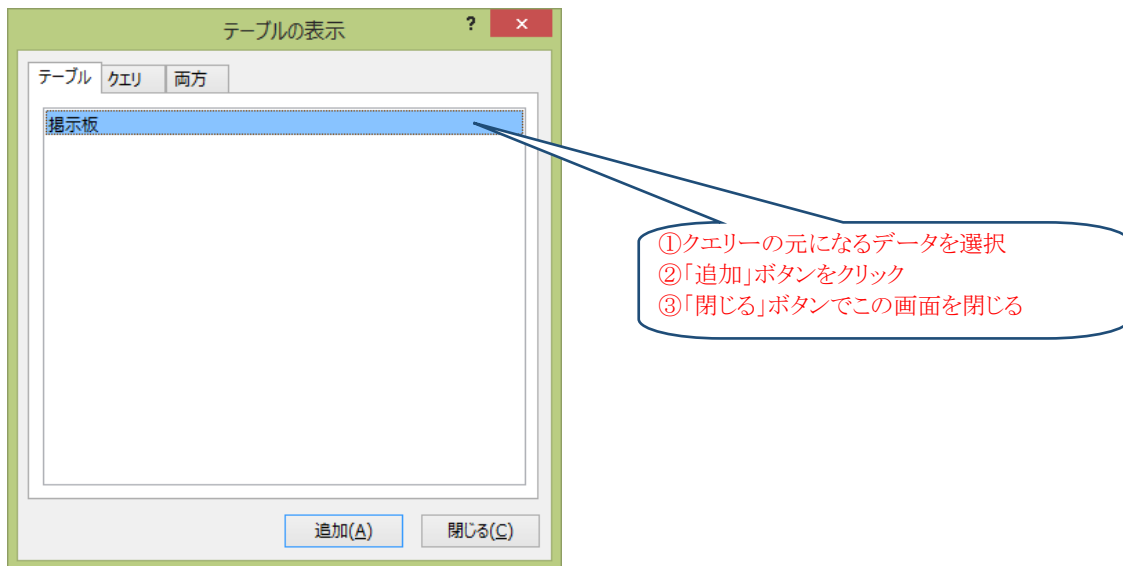 テーブルの表示
?
×
テーブル クエリ 両方
掲示板
①クエリーの元になるデータを選択
②「追加」ボタンをクリック
③「閉じる」ボタンでこの画面を閉じる
追加(A) 閉じる(C)